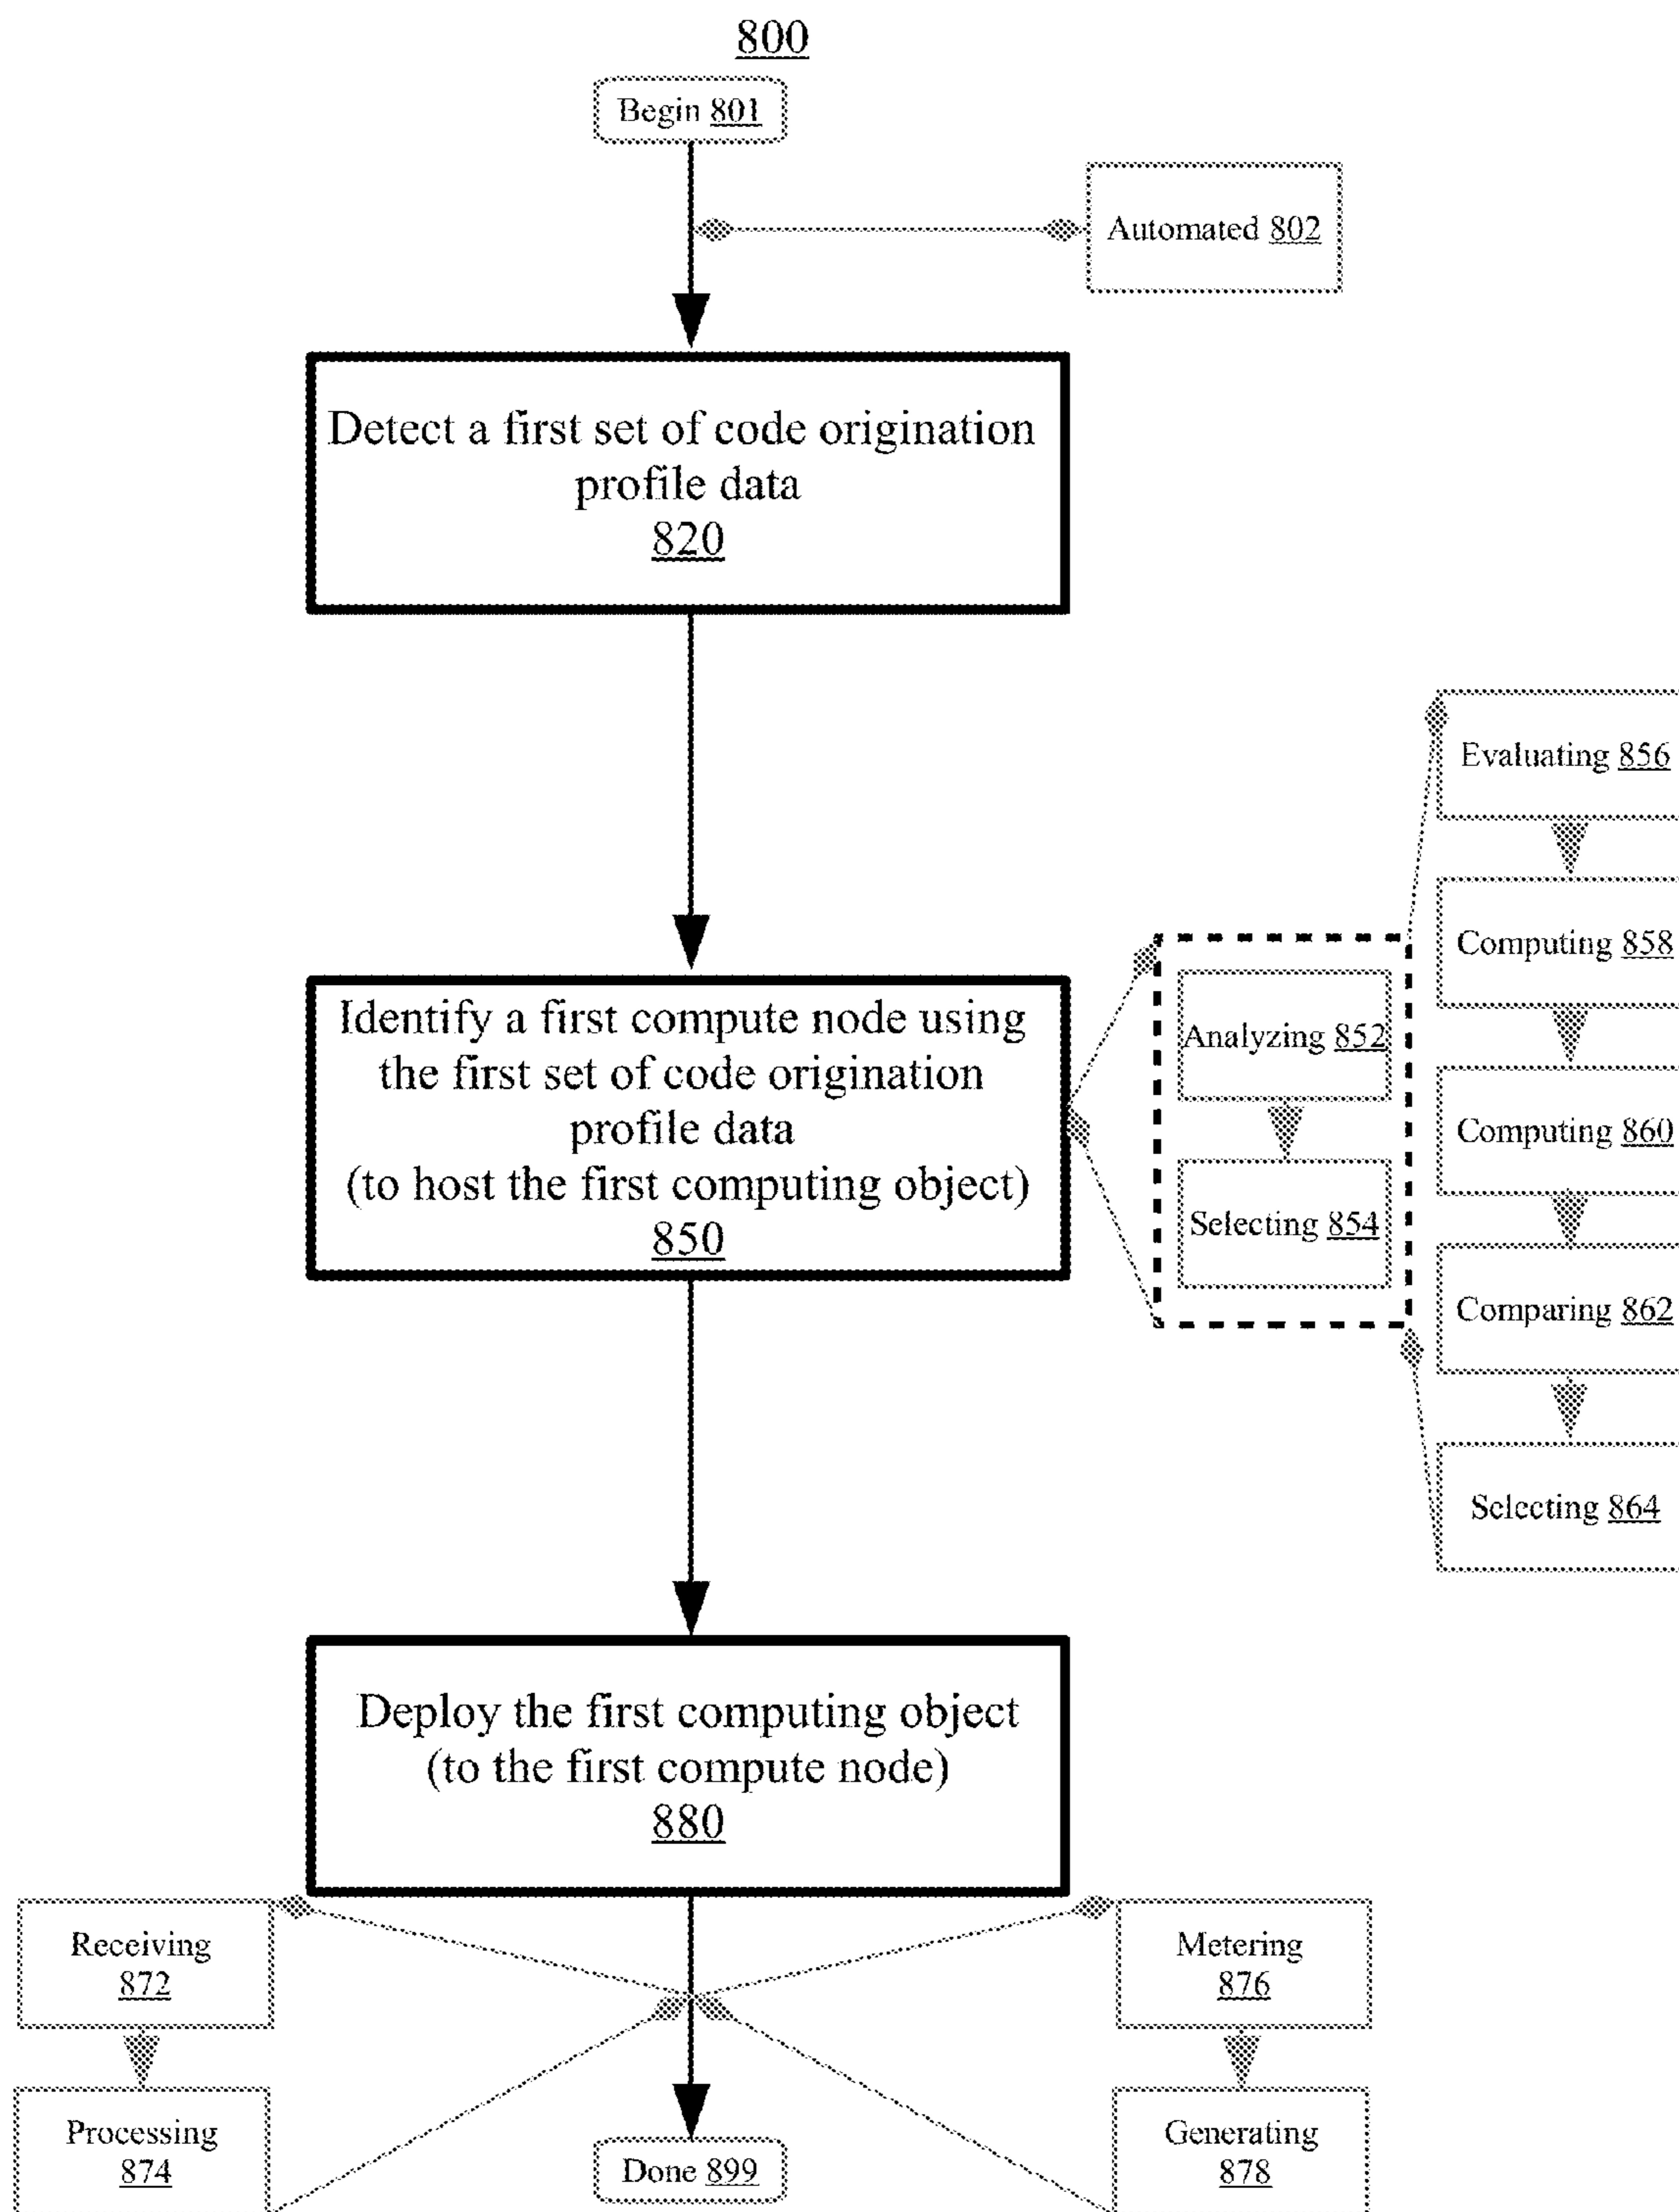 800
Begin 801
Automated 802
Detect a first set of code origination
profile data
820
Evaluating 856
Computing 858
Computing 860
Comparing 862
Selecting 864
Analyzing 852
Selecting 854
Identify a first compute node using
the first set of code origination
profile data
(to host the first computing object)
850
Deploy the first computing object
(to the first compute node)
880
Receiving
872
Processing
874
Metering
876
Generating
878
Done 899